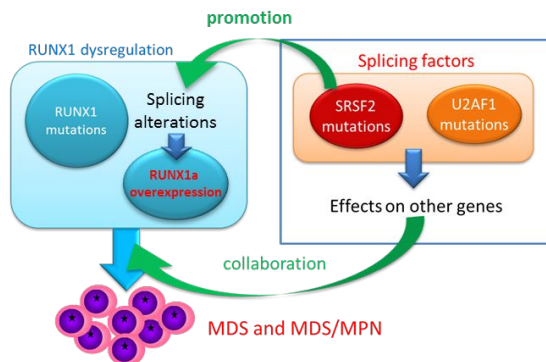 promotion
RUNX1 dysregulation
RUNX1
mutations
Splicing
alterations
RUNX1a
overexpression
Splicing factors
SRSF2
mutations
U2AF1
mutations
Effects on other genes
collaboration
MDS and MDS/MPN